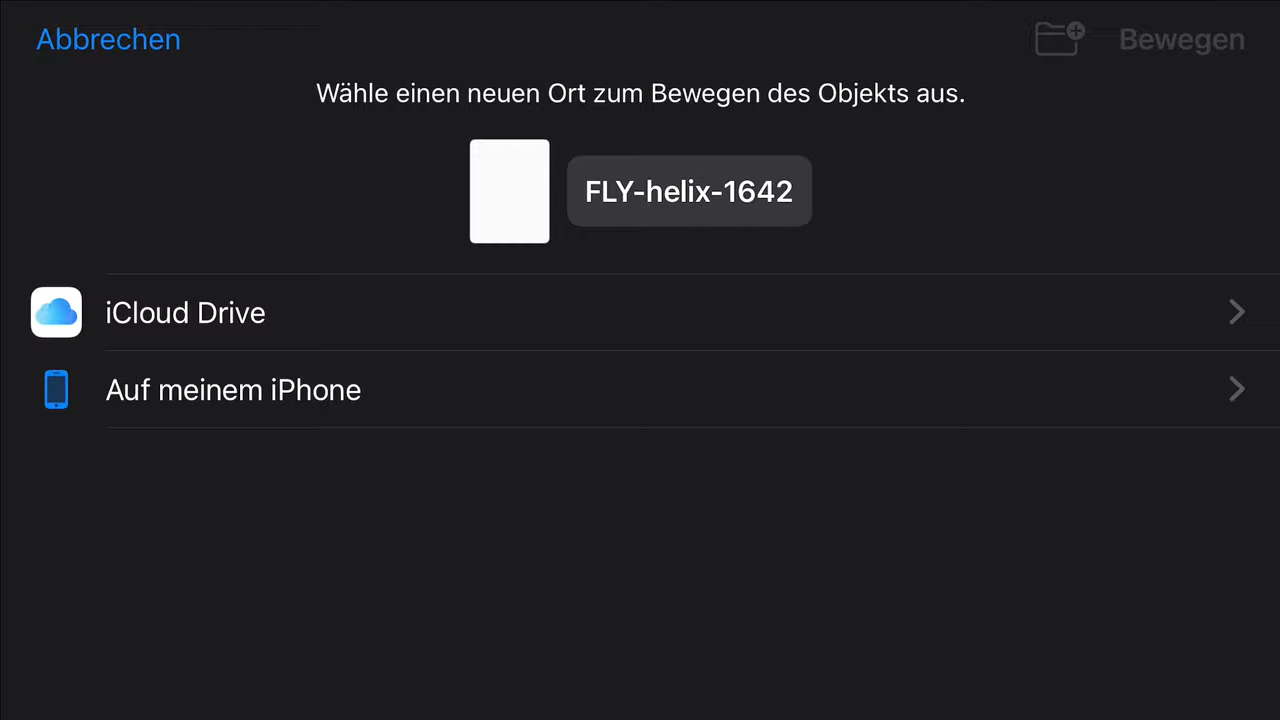 Abbrechen
Bewegen
Wähle einen neuen Ort zum Bewegen des Objekts aus.
FLY-helix-1642
iCloud Drive
Auf meinem iPhone